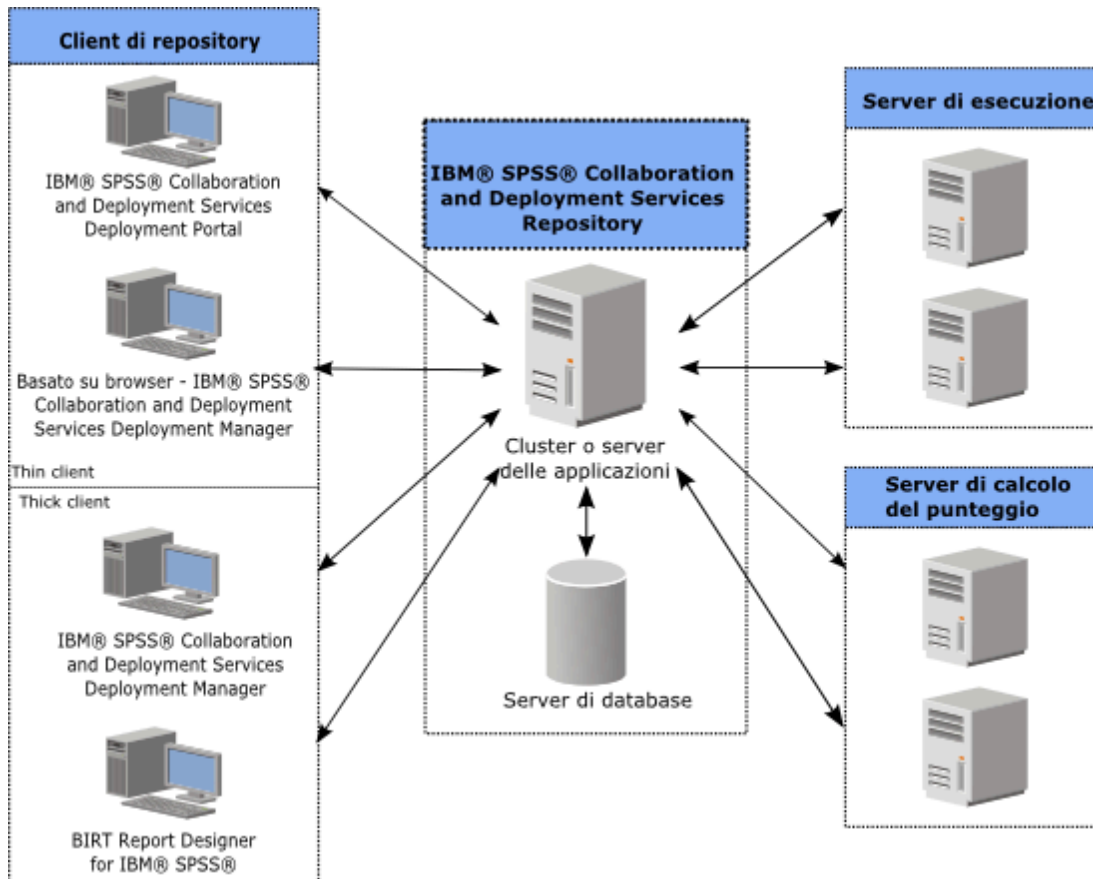 Client di repository
IBM® SPSS® Collaboration
and Deployment Services
Deployment Portal
Basato su browser - IBM® SPSS®
Collaboration and Deployment
Services Deployment Manager
Thin client
Thick client
IBM® SPSS® Collaboration
and Deployment Services
Deployment Manager
BIRT Report Designer
for IBM® SPSS®
IBM® SPSS® Collaboration
and Deployment Services
Repository
Cluster o server
delle applicazioni
Server di database
Server di esecuzione
Server di calcolo
del punteggio